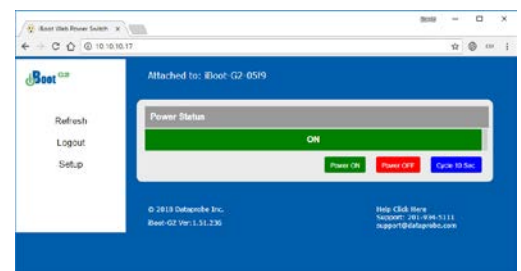 iBoot Web Power Switch
10.10.10.17
iBoot G2
Attached to: iBoot-G2-05f9
Refresh
Logout
Setup
Power Status
ON
Power ON
Power OFF
Cycle 10 Sec
© 2018 Dataprobe Inc.
iBoot-G2 Ver:1.51.236
Help Click Here
Support: 201-934-5111
support@dataprobe.com